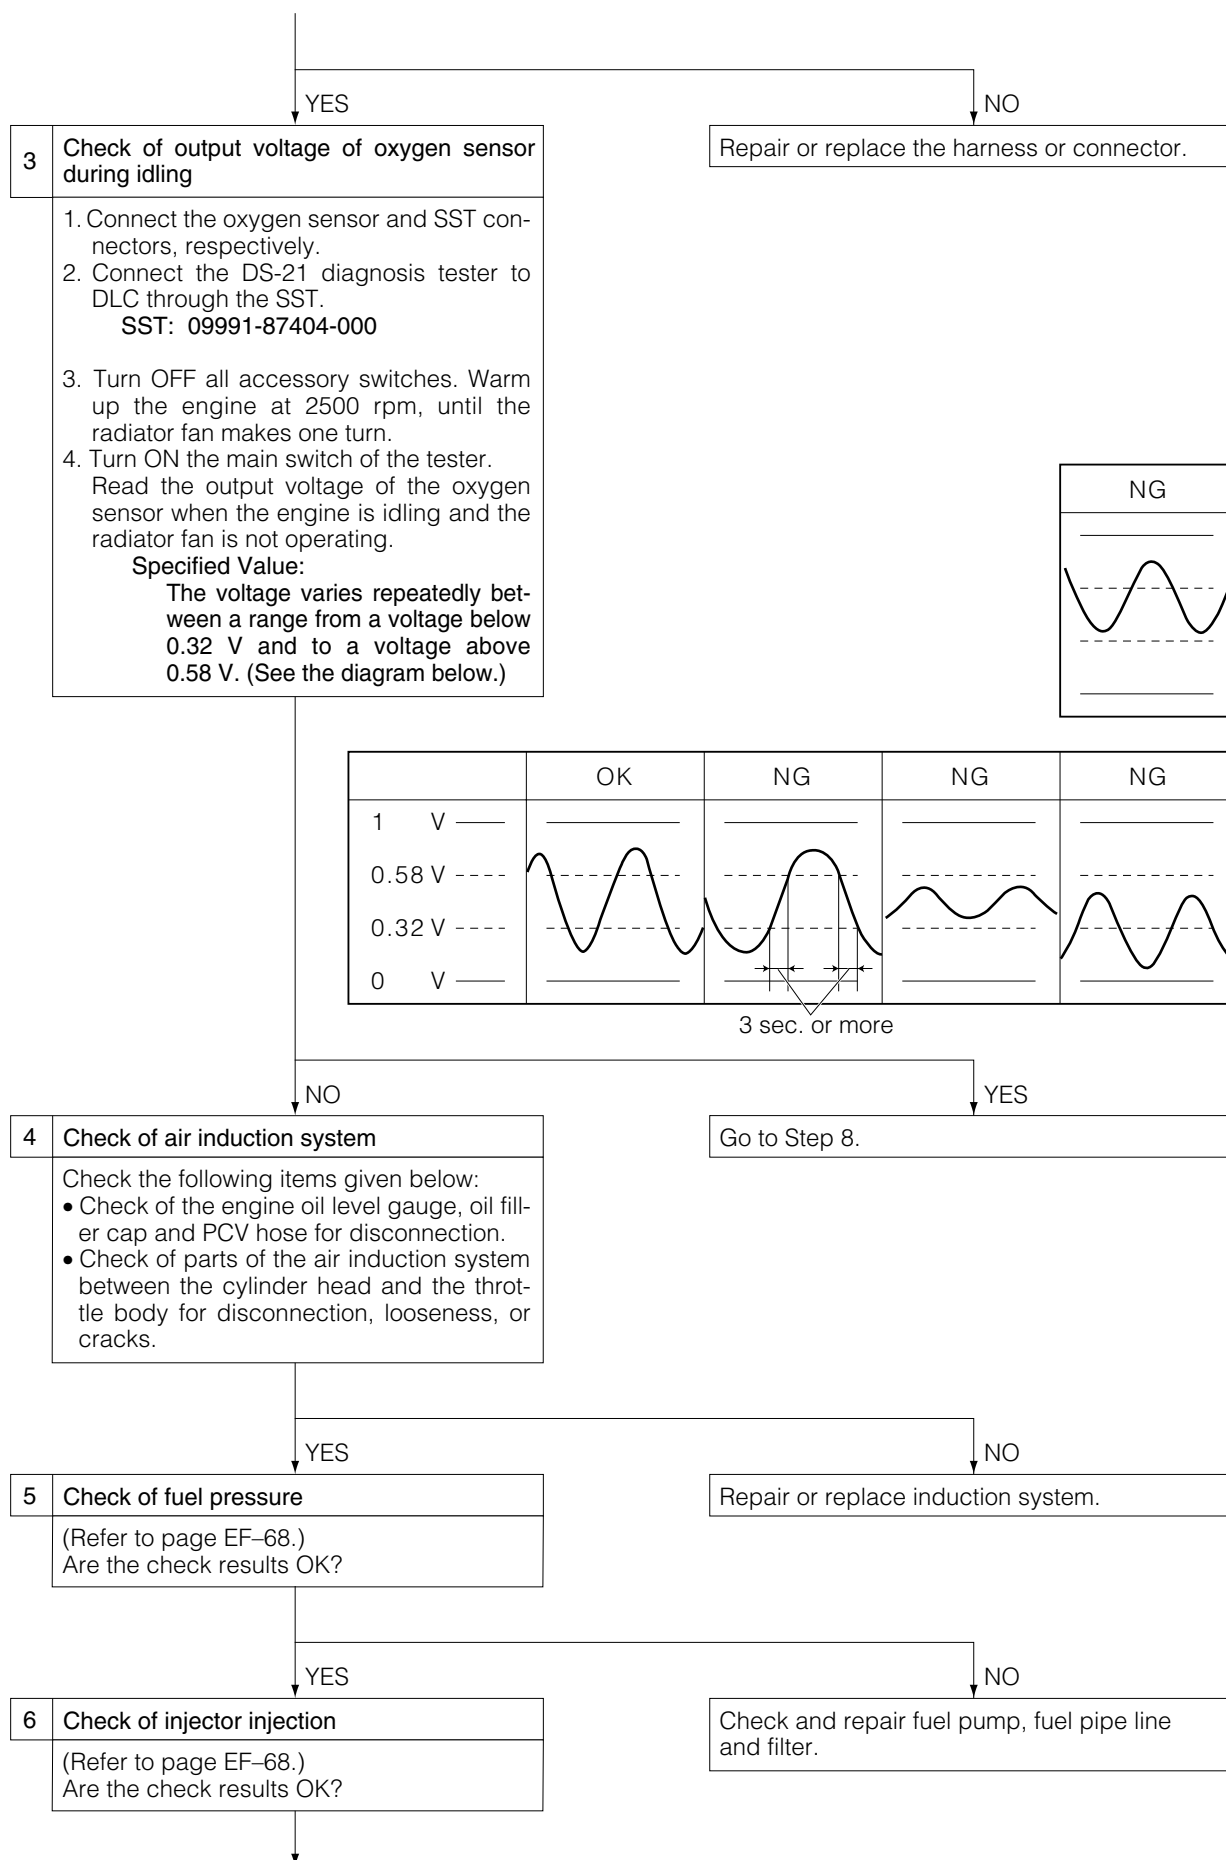 YES
NO
3
Check of output voltage of oxygen sensor
during idling
Repair or replace the harness or connector.
1. Connect the oxygen sensor and SST con-
nectors, respectively.
2. Connect the DS-21 diagnosis tester to
DLC through the SST.
SST: 09991-87404-000
3. Turn OFF all accessory switches. Warm
up the engine at 2500 rpm, until the
radiator fan makes one turn.
4. Turn ON the main switch of the tester.
Read the output voltage of the oxygen
sensor when the engine is idling and the
radiator fan is not operating.
Specified Value:
The voltage varies repeatedly bet-
ween a range from a voltage below
0.32 V and to a voltage above
0.58 V. (See the diagram below.)
NG
OK NG NG NG
1 V
0.58 V
0.32 V
0 V
3 sec. or more
NO
YES
4
Check of air induction system
Go to Step 8.
Check the following items given below:
• Check of the engine oil level gauge, oil fill-
er cap and PCV hose for disconnection.
• Check of parts of the air induction system
between the cylinder head and the throt-
tle body for disconnection, looseness, or
cracks.
YES
NO
5
Check of fuel pressure
Repair or replace induction system.
(Refer to page EF–68.)
Are the check results OK?
YES
NO
6
Check of injector injection
Check and repair fuel pump, fuel pipe line
and filter.
(Refer to page EF–68.)
Are the check results OK?